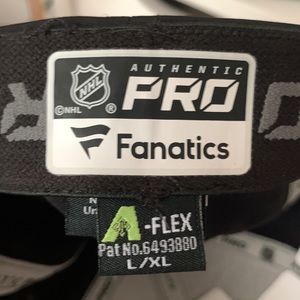 NHL
©NHL ®
AUTHENTIC
PRO
Fanatics
A-FLEX
Pat No.6493880
L/XL